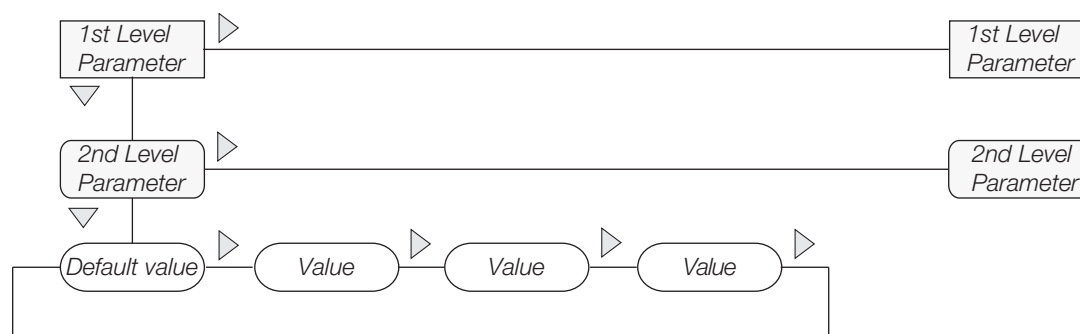 1st Level
Parameter
1st Level
Parameter
2nd Level
Parameter
2nd Level
Parameter
Default value
Value
Value
Value